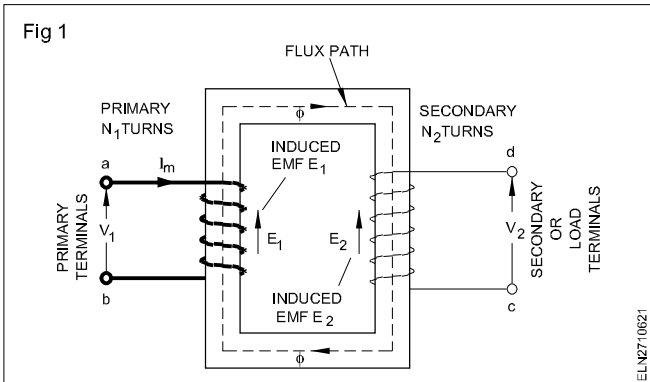 Fig 1
FLUX PATH
PRIMARY
N1TURNS
SECONDARY
N2TURNS
ϕ
a
Im
d
INDUCED
EMF E1
PRIMARY
TERMINALS
V1
E1
E2
V2
SECONDARY
OR
LOAD
TERMINALS
b
c
INDUCED
EMF E2
ϕ
ELN2710621